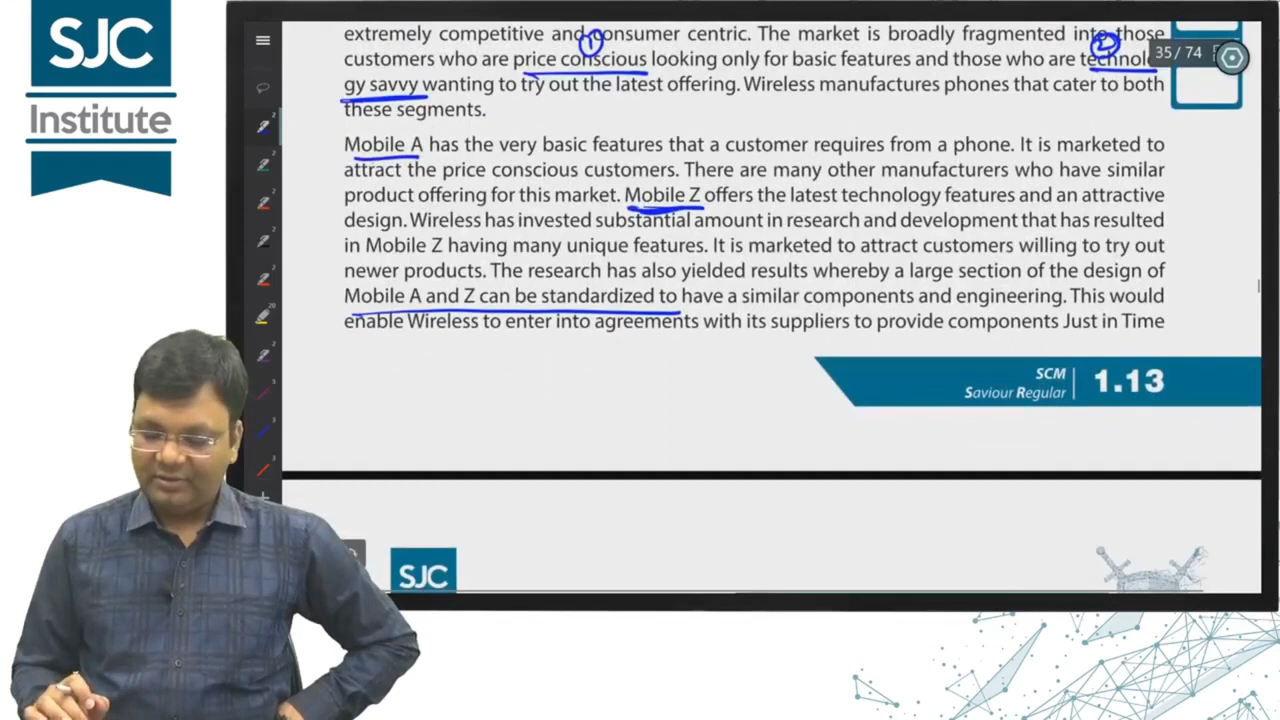 SJC
Institute
extremely competitive and consumer centric. The market is broadly fragmented into those
customers who are price conscious looking only for basic features and those who are technolo
gy savvy wanting to try out the latest offering. Wireless manufactures phones that cater to both
these segments.
1
2
35 / 74
Mobile A has the very basic features that a customer requires from a phone. It is marketed to
attract the price conscious customers. There are many other manufacturers who have similar
product offering for this market. Mobile Z offers the latest technology features and an attractive
design. Wireless has invested substantial amount in research and development that has resulted
in Mobile Z having many unique features. It is marketed to attract customers willing to try out
newer products. The research has also yielded results whereby a large section of the design of
Mobile A and Z can be standardized to have a similar components and engineering. This would
enable Wireless to enter into agreements with its suppliers to provide components Just in Time
SCM
Saviour Regular
1.13
SJC